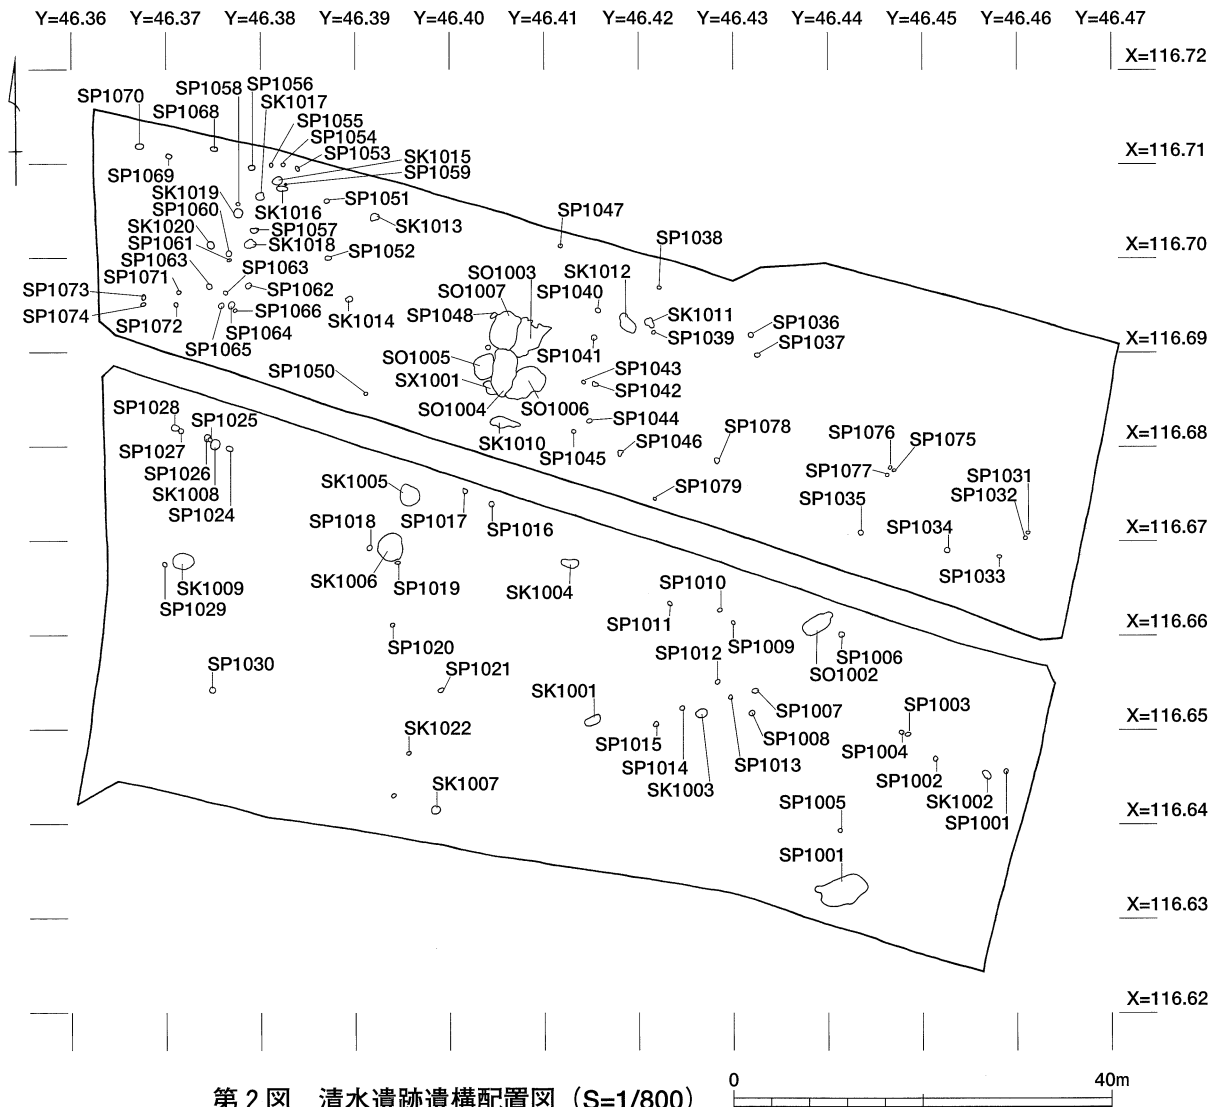 Y=46.36 Y=46.37 Y=46.38 Y=46.39 Y=46.40 Y=46.41 Y=46.42 Y=46.43 Y=46.44 Y=46.45 Y=46.46 Y=46.47
X=116.72
SP1056
SP1058
SP1070
SK1017
SP1068
SP1055
SP1054
X=116.71
SP1053
SK1015
SP1059
SP1069
SK1019
SP1051
SP1060
SK1016
SP1047
SK1020
SP1057
SK1013
SP1061
SK1018
SP1038
X=116.70
SP1052
SP1063
SP1063
SO1003
SK1012
SP1071
SP1073
SP1062
SO1007
SP1040
SP1074
SP1066
SP1048
SK1011
SP1072
SK1014
SP1036
SP1064
SP1039
SP1065
SP1037
X=116.69
SO1005
SP1041
SP1050
SP1043
SX1001
SP1042
SP1028
SO1004
SO1006
SP1025
SP1044
SP1078
SP1076
X=116.68
SP1027
SK1010
SP1046
SP1075
SP1026
SP1045
SP1077
SP1031
SK1005
SP1079
SK1008
SP1035
SP1032
SP1024
SP1018
SP1017
SP1016
SP1034
X=116.67
SP1033
SK1006
SP1019
SK1004
SP1010
SK1009
SP1029
SP1011
X=116.66
SP1020
SP1012
SP1009
SP1006
SP1030
SP1021
SO1002
SK1001
SP1003
SP1007
X=116.65
SK1022
SP1015
SP1008
SP1004
SP1014
SP1013
SP1002
SK1007
SK1003
SK1002
SP1005
SP1001
X=116.64
SP1001
X=116.63
X=116.62
0 40m
第2図 清水遺跡遺構配置図（S=1/800）